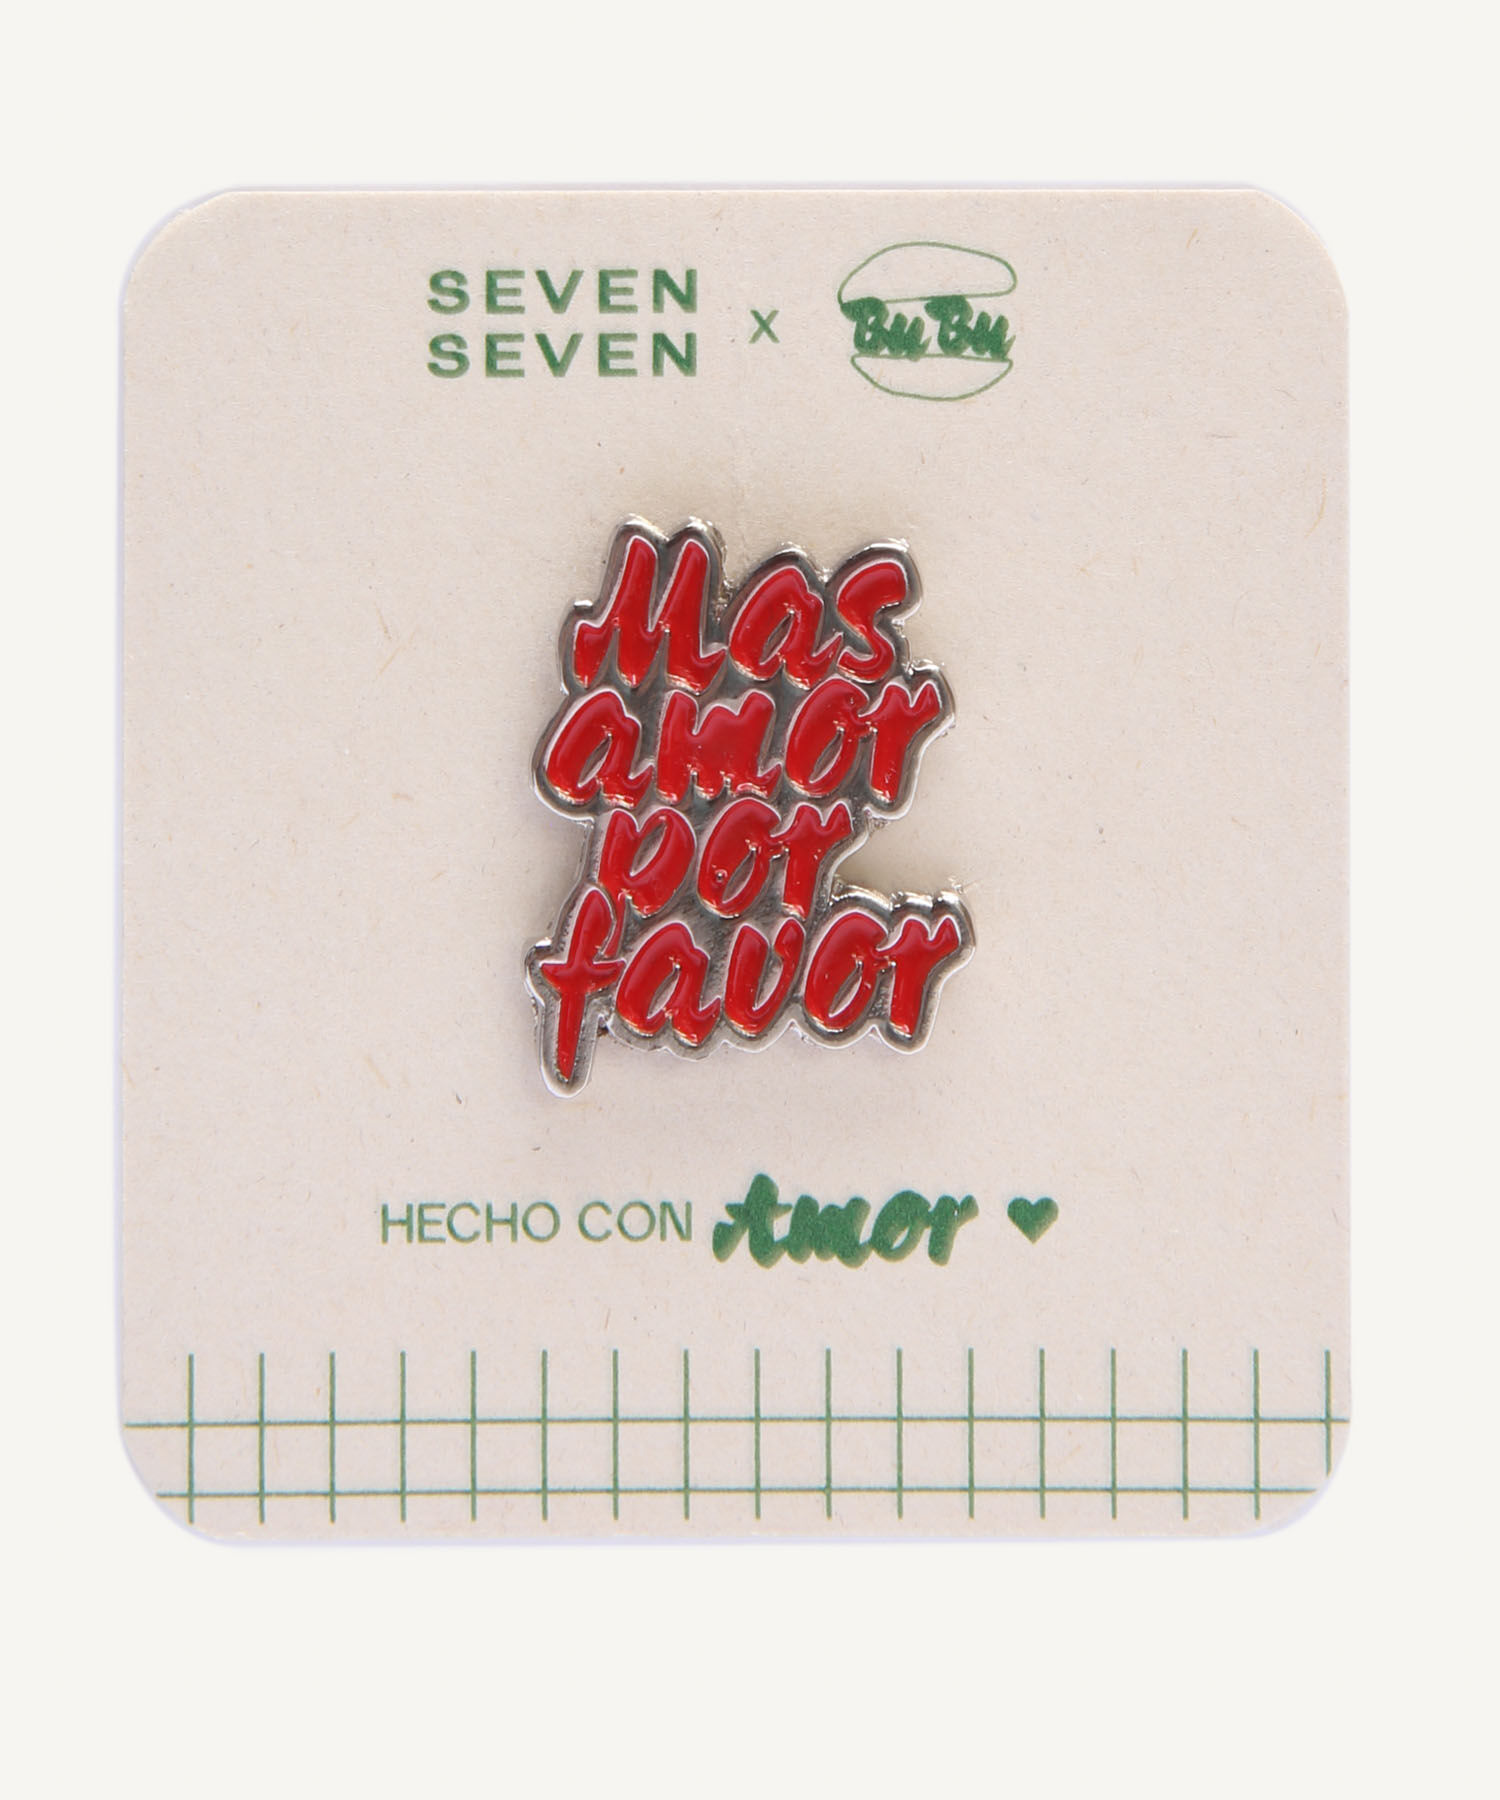 SEVEN
SEVEN
x
BuBu
Mas
amor
por
favor
HECHO CON Amor ♥